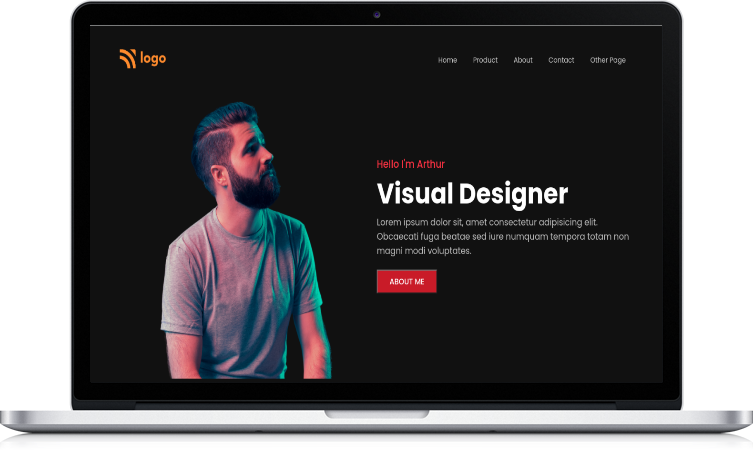 logo
Home Product About Contact Other Page
Hello I'm Arthur
Visual Designer
Lorem ipsum dolor sit, amet consectetur adipisicing elit.
Obcaecati fuga beatae sed iure numquam tempora totam non
magni modi voluptates.
ABOUT ME